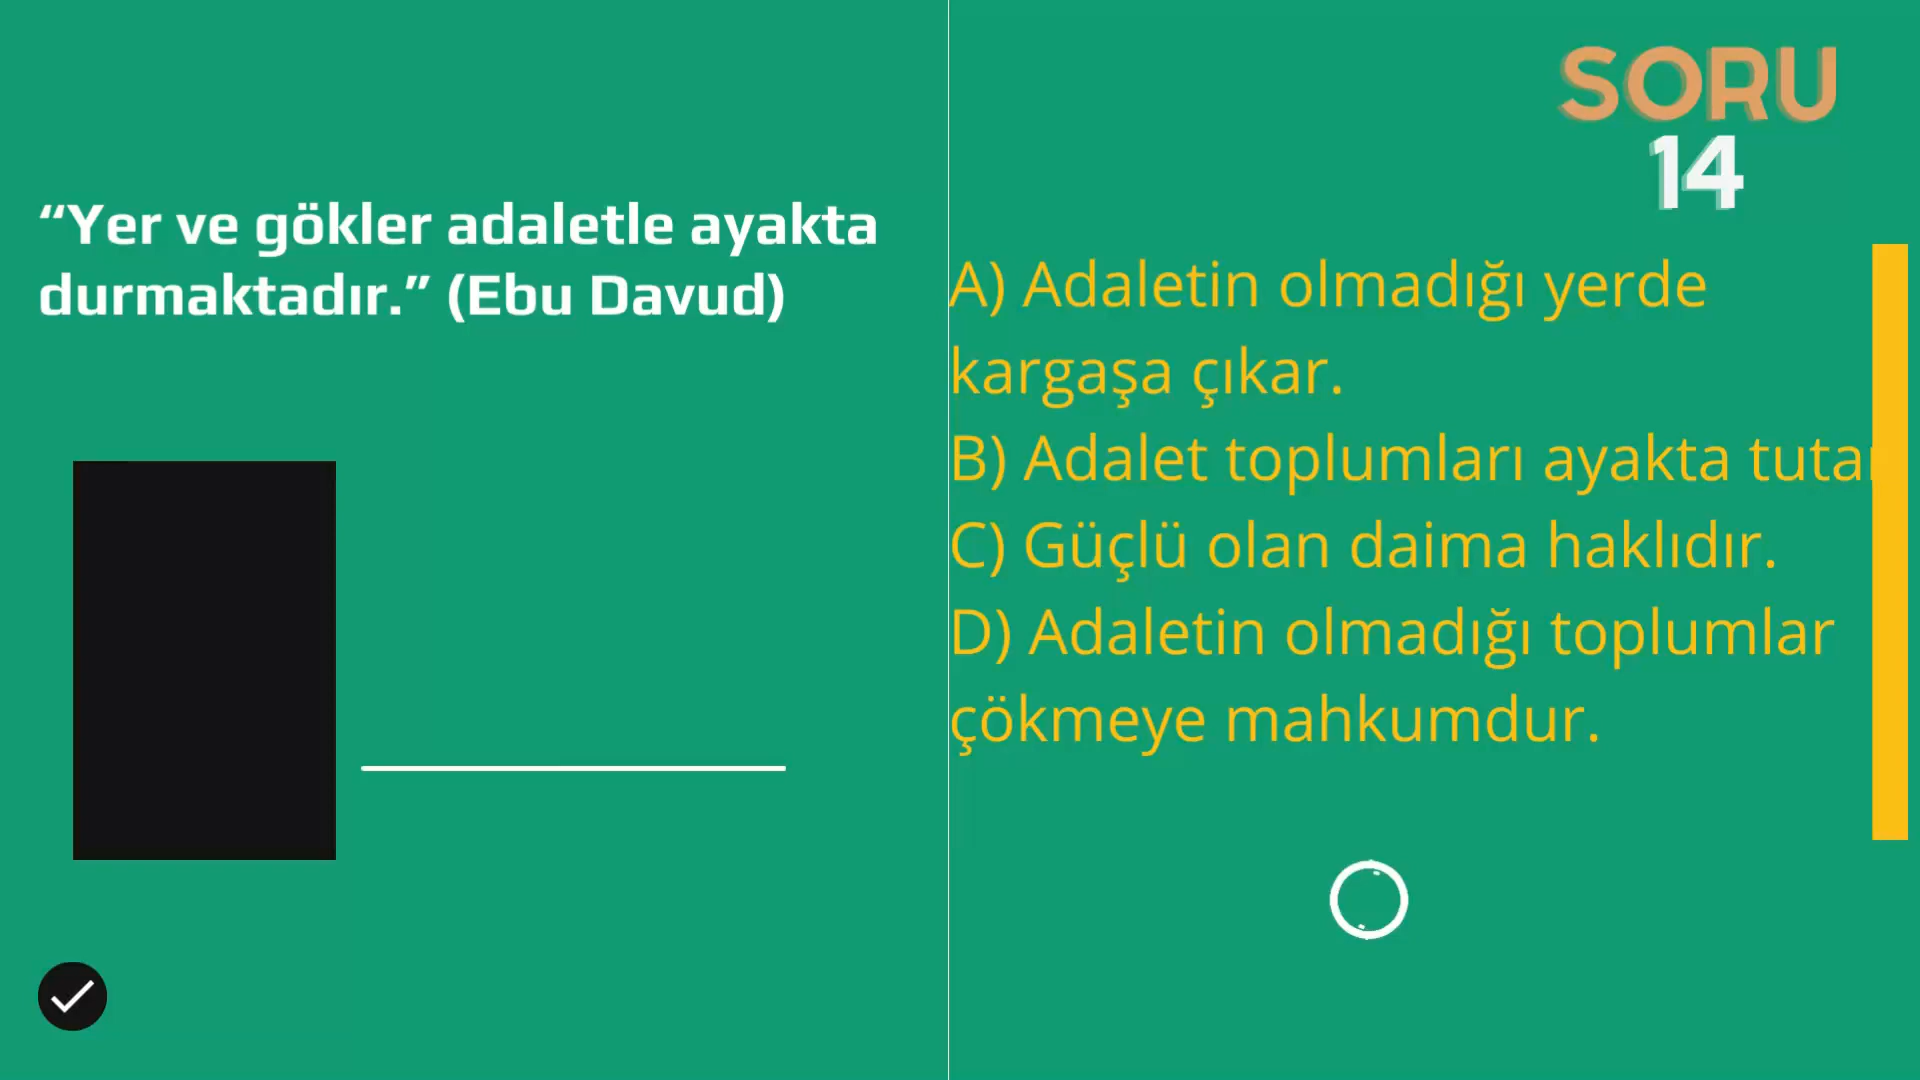 “Yer ve gökler adaletle ayakta
durmaktadır.” (Ebu Davud)
SORU
14
A) Adaletin olmadığı yerde
kargaşa çıkar.
B) Adalet toplumları ayakta
C) Güçlü olan daima haklıdır.
D) Adaletin olmadığı toplumlar
çökmeye mahkumdur.